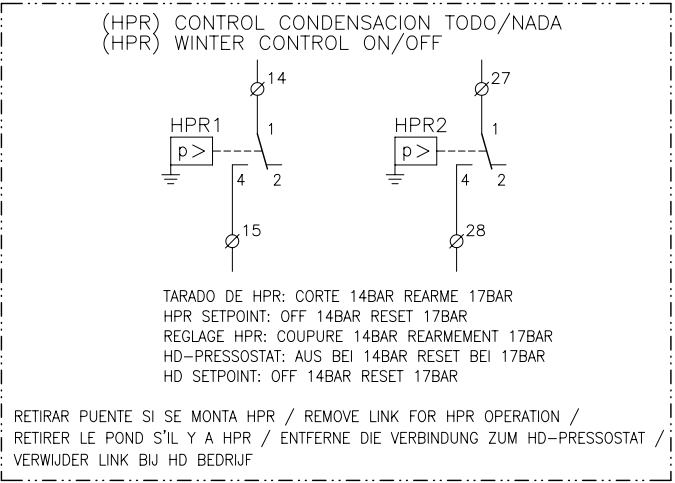 (HPR) CONTROL CONDENSACION TODO/NADA
(HPR) WINTER CONTROL ON/OFF
14
27
HPR1
1
HPR2
1
p>
p>
4
2
4
2
15
28
TARADO DE HPR: CORTE 14BAR REARME 17BAR
HPR SETPOINT: OFF 14BAR RESET 17BAR
REGLAGE HPR: COUPURE 14BAR REARMEMENT 17BAR
HD-PRESSOSTAT: AUS BEI 14BAR RESET BEI 17BAR
HD SETPOINT: OFF 14BAR RESET 17BAR
RETIRAR PUENTE SI SE MONTA HPR / REMOVE LINK FOR HPR OPERATION /
RETIRER LE POND S'IL Y A HPR / ENTFERNE DIE VERBINDUNG ZUM HD-PRESSOSTAT /
VERWIJDER LINK BIJ HD BEDRIJF